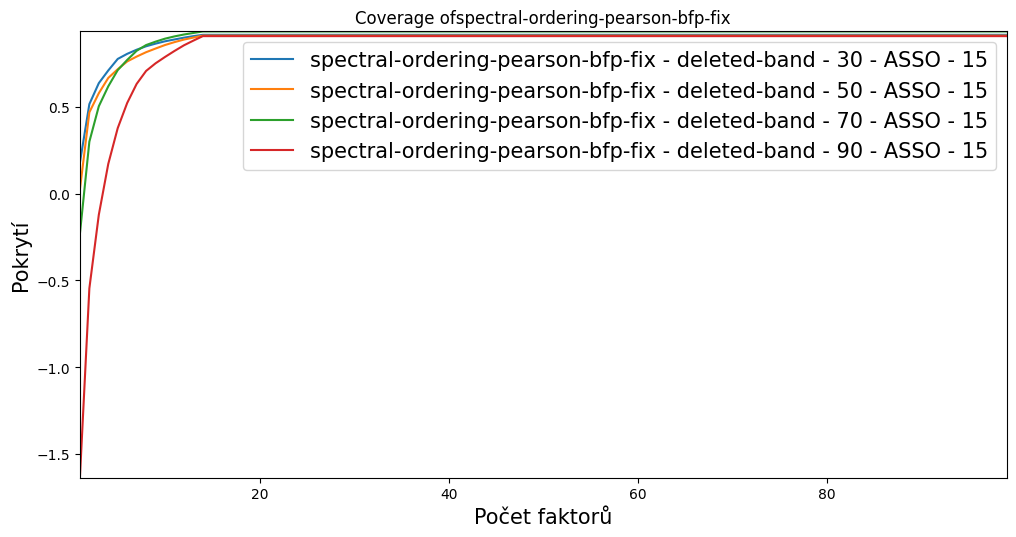 Coverage ofspectral-ordering-pearson-bfp-fix
spectral-ordering-pearson-bfp-fix - deleted-band - 30 - ASSO - 15
spectral-ordering-pearson-bfp-fix - deleted-band - 50 - ASSO - 15
spectral-ordering-pearson-bfp-fix - deleted-band - 70 - ASSO - 15
spectral-ordering-pearson-bfp-fix - deleted-band - 90 - ASSO - 15
Pokrytí
0.5
0.0
−0.5
−1.0
−1.5
20 40 60 80
Počet faktorů